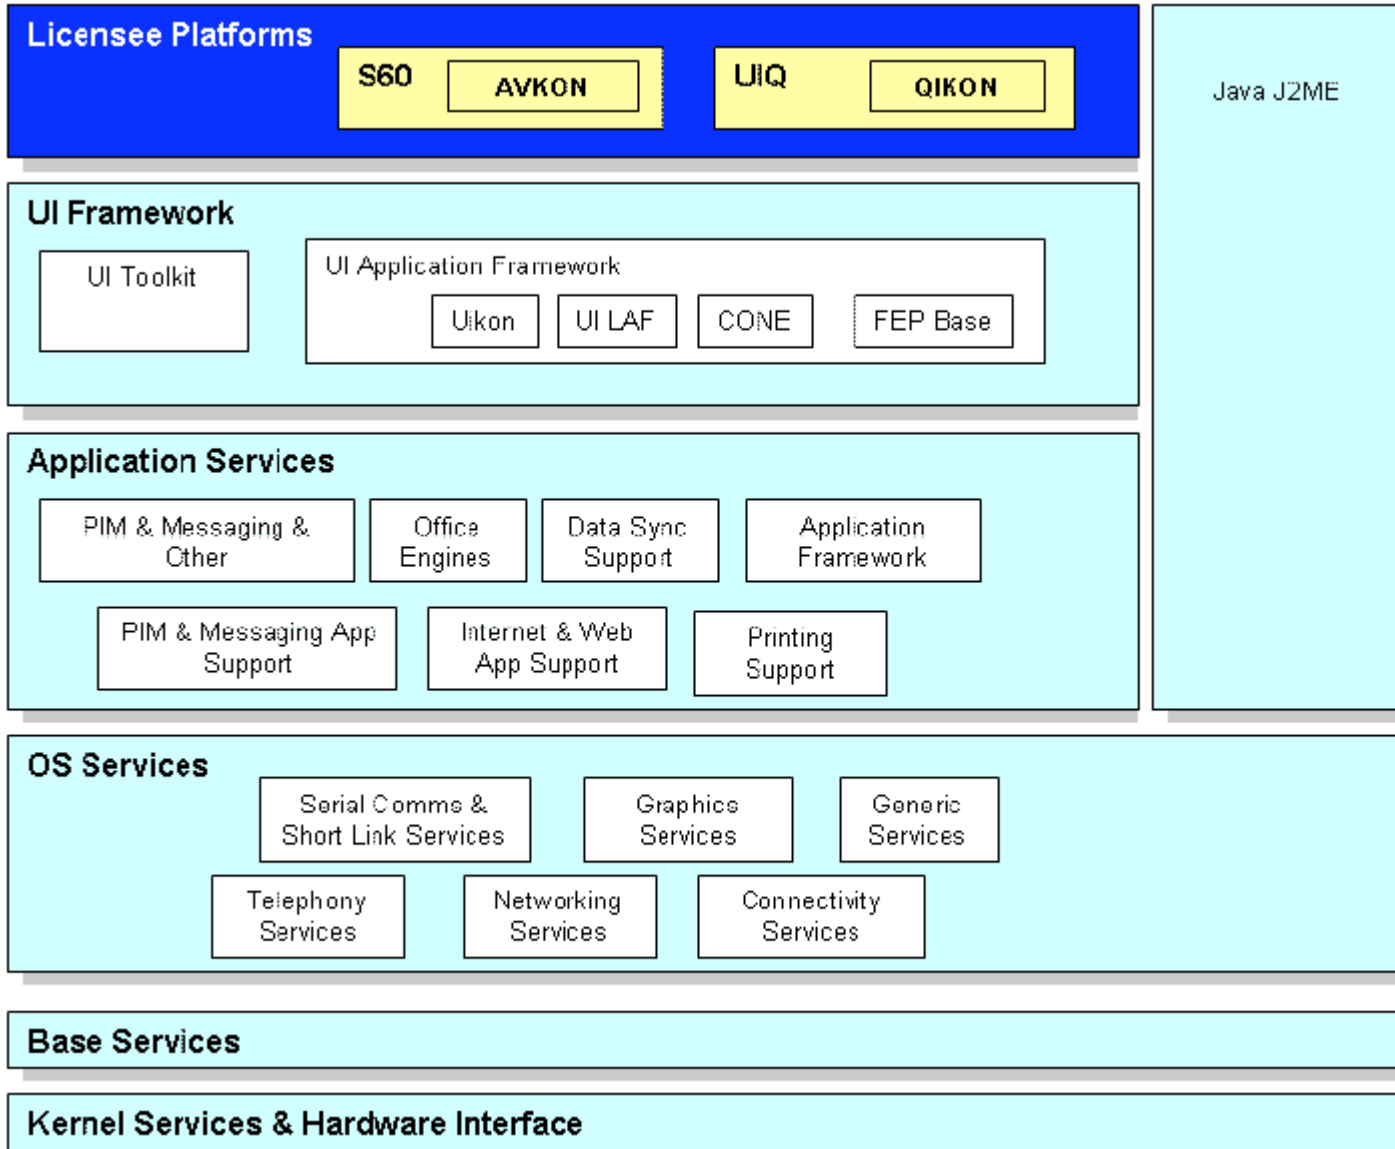 Licensee Platforms
S60
AVKON
UIQ
QIKON
Java J2ME
UI Framework
UI Toolkit
UI Application Framework
Uikon
UI LAF
CONE
FEP Base
Application Services
PIM & Messaging &
Other
Office
Engines
Data Sync
Support
Application
Framework
PIM & Messaging App
Support
Internet & Web
App Support
Printing
Support
OS Services
Serial Comms &
Short Link Services
Graphics
Services
Generic
Services
Telephony
Services
Networking
Services
Connectivity
Services
Base Services
Kernel Services & Hardware Interface